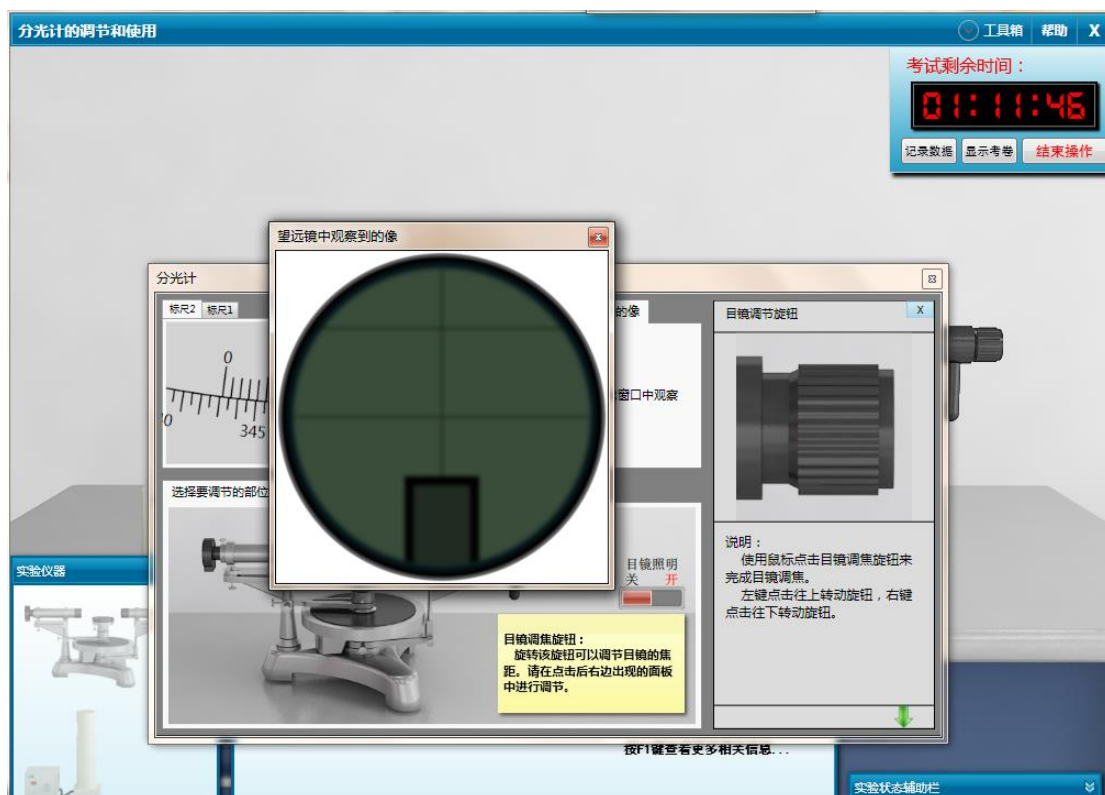 分光计的调节和使用
工具箱 帮助 X
考试剩余时间：
01:11:46
记录数据 显示考卷 结束操作
望远镜中观察到的像
分光计
标尺2 标尺1
的像
目镜调节旋钮 X
0
345
窗口中观察
选择要调节的部位
目镜照明
关 开
说明：
使用鼠标点击目镜调焦旋钮来
完成目镜调焦。
左键点击往上转动旋钮，右键
点击往下转动旋钮。
目镜调焦旋钮：
旋转该旋钮可以调节目镜的焦
距。请在点击后右边出现的面板
中进行调节。
实验仪器
按F1键查看更多相关信息...
实验状态辅助栏